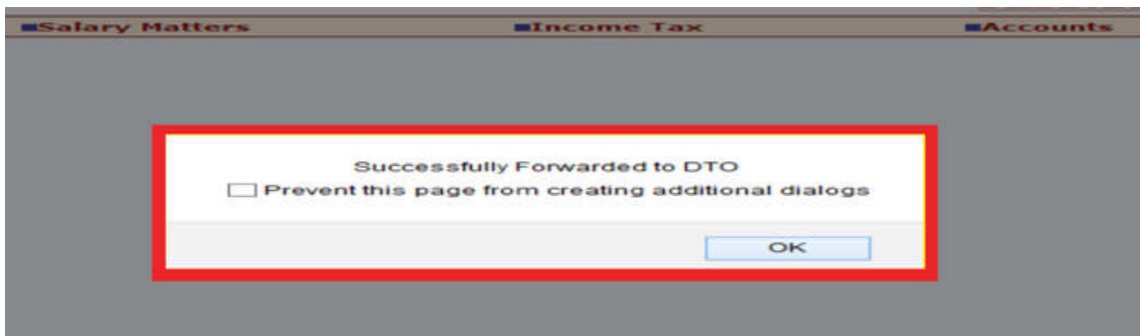 Salary Matters Income Tax Accounts
Successfully Forwarded to DTO
Prevent this page from creating additional dialogs
OK